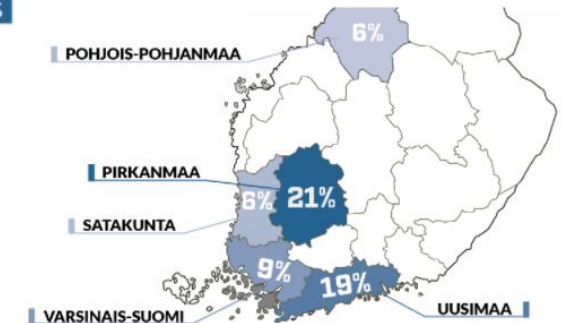 6%
POHJOIS-POHJANMAA
PIRKANMAA
6%
21%
SATAKUNTA
9%
19%
VARSINAIS-SUOMI
UUSIMAA